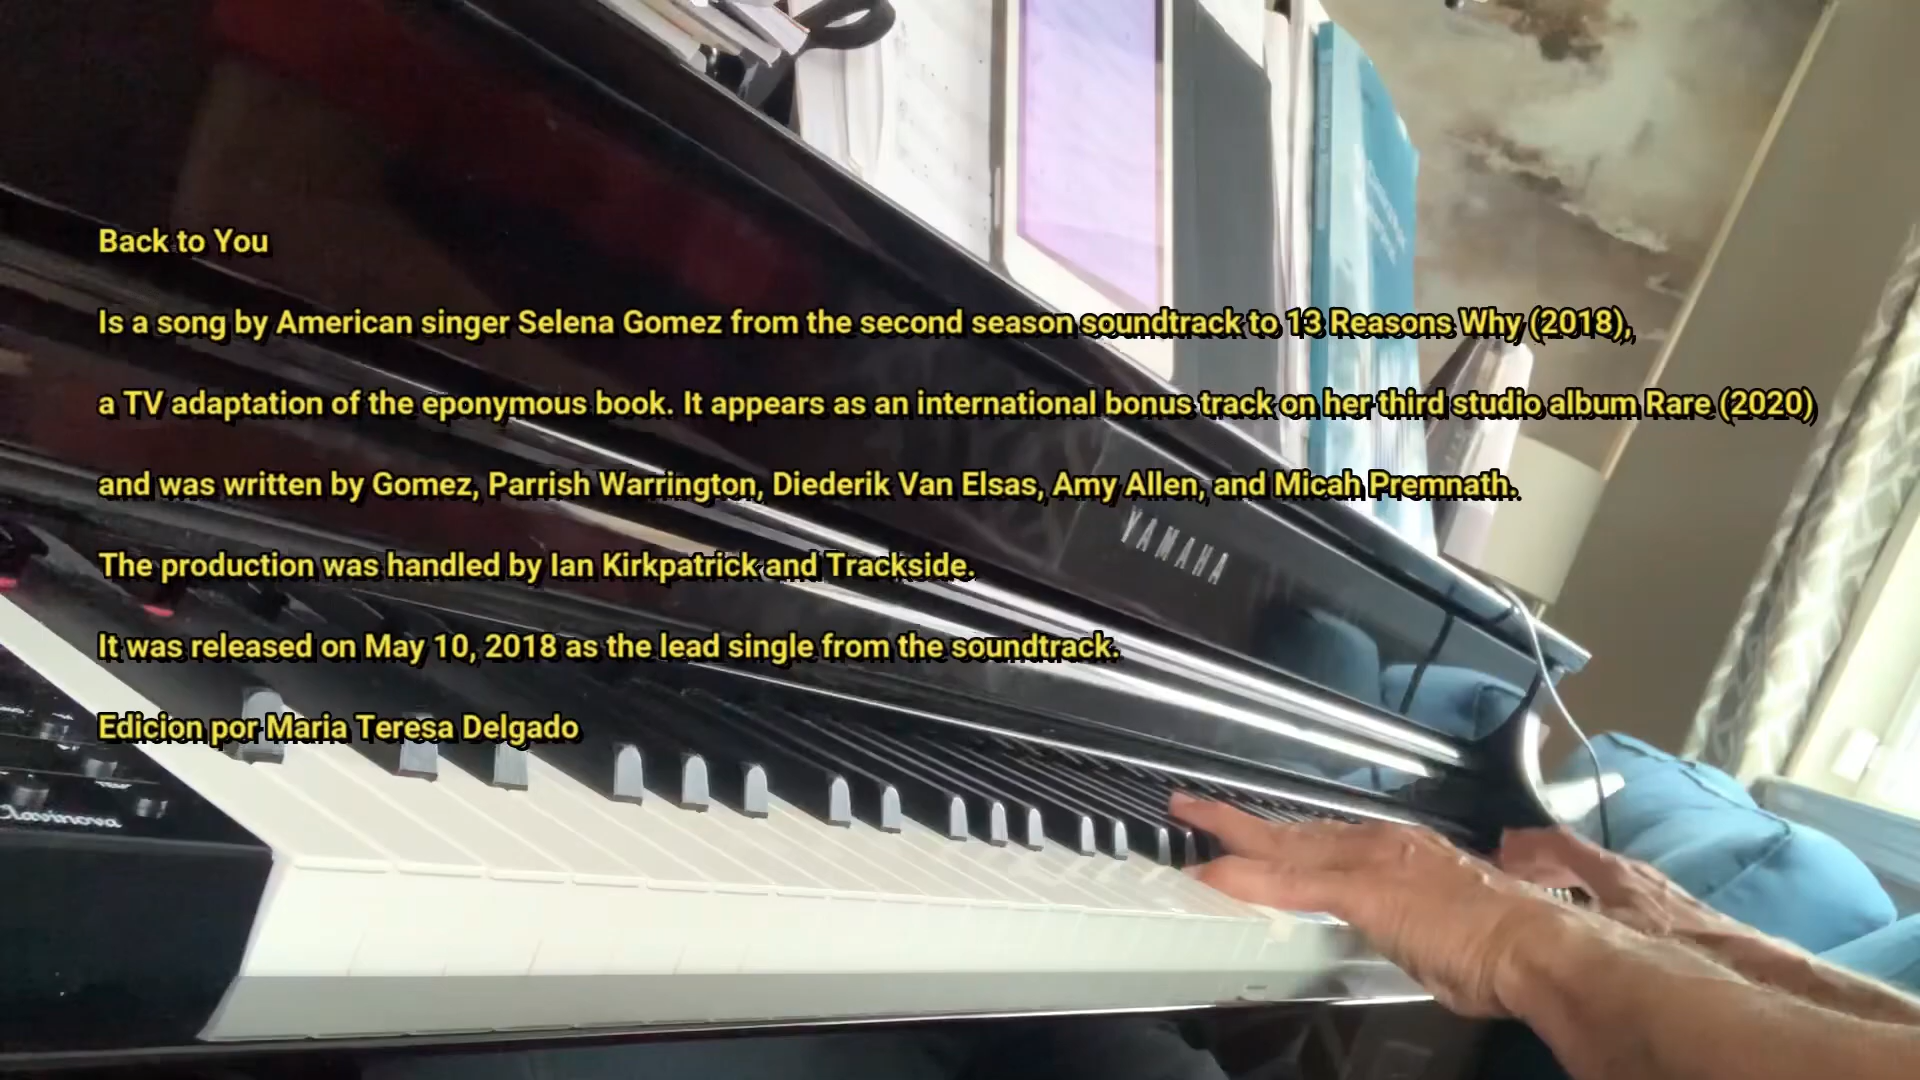 Back to You
Is a song by American singer Selena Gomez from the second season soundtrack to 13 Reasons Why (2018),
a TV adaptation of the eponymous book. It appears as an international bonus track on her third studio album Rare (2020)
and was written by Gomez, Parrish Warrington, Diederik Van Elsas, Amy Allen, and Micah Premnath.
YAMAHA
The production was handled by Ian Kirkpatrick and Trackside.
It was released on May 10, 2018 as the lead single from the soundtrack.
Edicion por Maria Teresa Delgado
Clavinova